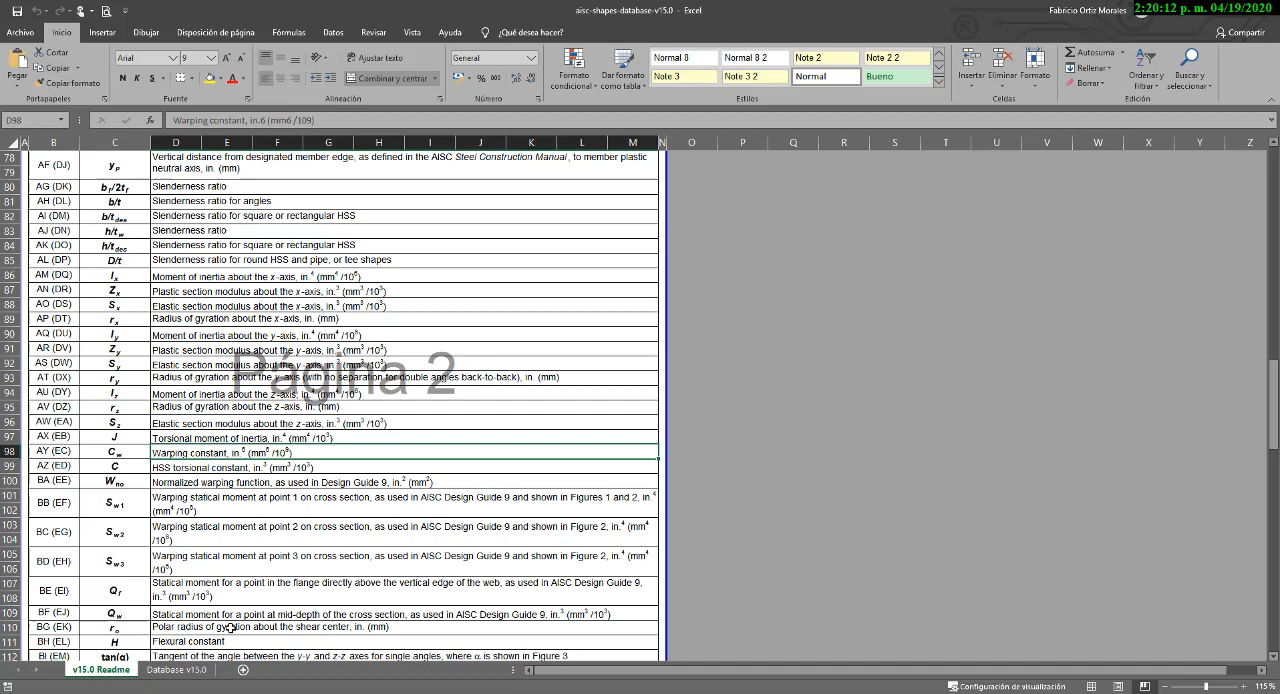 aisc-shapes-database-v15.0 - Excel
Fabricio Ortiz Morales
2:20:12 p. m. 04/19/2020
Archivo Inicio Insertar Dibujar Disposición de página Fórmulas Datos Revisar Vista Ayuda ¿Qué desea hacer? Compartir
Pegar
Cortar
Copiar
Copiar formato
Arial 9
N K S
Ajustar texto
Combinar y centrar
General
% 000
Formato condicional
Dar formato como tabla
Normal 8 Normal 8 2 Note 2 Note 2 2
Note 3 Note 3 2 Normal Bueno
Insertar Eliminar Formato
Autosuma
Rellenar
Borrar
Ordenar y filtrar
Buscar y seleccionar
Portapapeles Fuente Alineación Número Estilos Celdas Edición
D98 fx Warping constant, in.6 (mm6 /109)
A B C D E F G H I J K L M N O P Q R S T U V W X Y Z
78 AF (DJ) yp Vertical distance from designated member edge, as defined in the AISC Steel Construction Manual, to member plastic
79 neutral axis, in. (mm)
80 AG (DK) bf/2tf Slenderness ratio
81 AH (DL) b/t Slenderness ratio for angles
82 AI (DM) b/tdes Slenderness ratio for square or rectangular HSS
83 AJ (DN) h/tw Slenderness ratio
84 AK (DO) h/tdes Slenderness ratio for square or rectangular HSS
85 AL (DP) D/t Slenderness ratio for round HSS and pipe, or tee shapes
86 AM (DQ) Ix Moment of inertia about the x-axis, in.⁴ (mm⁴ /10⁶)
87 AN (DR) Zx Plastic section modulus about the x-axis, in.³ (mm³ /10³)
88 AO (DS) Sx Elastic section modulus about the x-axis, in.³ (mm³ /10³)
89 AP (DT) rx Radius of gyration about the x-axis, in. (mm)
90 AQ (DU) Iy Moment of inertia about the y-axis, in.⁴ (mm⁴ /10⁶)
91 AR (DV) Zy Plastic section modulus about the y-axis, in.³ (mm³ /10³)
92 AS (DW) Sy Elastic section modulus about the y-axis, in.³ (mm³ /10³)
93 AT (DX) ry Radius of gyration about the y-axis (with no separation for double angles back-to-back), in. (mm)
Página 2
94 AU (DY) Iz Moment of inertia about the z-axis, in.⁴ (mm⁴ /10⁶)
95 AV (DZ) rz Radius of gyration about the z-axis, in. (mm)
96 AW (EA) Sz Elastic section modulus about the z-axis, in.³ (mm³ /10³)
97 AX (EB) J Torsional moment of inertia, in.⁴ (mm⁴ /10³)
98 AY (EC) Cw Warping constant, in.⁶ (mm⁶ /10⁹)
99 AZ (ED) C HSS torsional constant, in.³ (mm³ /10³)
100 BA (EE) Wno Normalized warping function, as used in Design Guide 9, in.² (mm²)
101 BB (EF) Sw1 Warping statical moment at point 1 on cross section, as used in AISC Design Guide 9 and shown in Figures 1 and 2, in.⁴
102 (mm⁴ /10⁶)
103 BC (EG) Sw2 Warping statical moment at point 2 on cross section, as used in AISC Design Guide 9 and shown in Figure 2, in.⁴ (mm⁴
104 /10⁶)
105 BD (EH) Sw3 Warping statical moment at point 3 on cross section, as used in AISC Design Guide 9 and shown in Figure 2, in.⁴ (mm⁴
106 /10⁶)
107 BE (EI) Qf Statical moment for a point in the flange directly above the vertical edge of the web, as used in AISC Design Guide 9,
108 in.³ (mm³ /10³)
109 BF (EJ) Qw Statical moment for a point at mid-depth of the cross section, as used in AISC Design Guide 9, in.³ (mm³ /10³)
110 BG (EK) ro Polar radius of gyration about the shear center, in. (mm)
111 BH (EL) H Flexural constant
112 BI (EM) tan(α) Tangent of the angle between the y-y and z-z axes for single angles, where α is shown in Figure 3
v15.0 Readme Database v15.0
Configuración de visualización 115 %